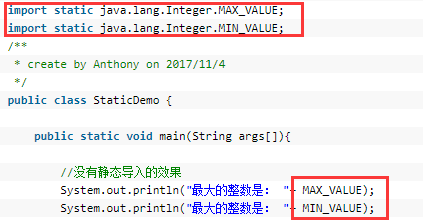 import static java.lang.Integer.MAX_VALUE;
import static java.lang.Integer.MIN_VALUE;
/**
 * create by Anthony on 2017/11/4
 */
public class StaticDemo {
public static void main(String args[]){
//没有静态导入的效果
System.out.println("最大的整数是： "+ MAX_VALUE);
System.out.println("最大的整数是： "+ MIN_VALUE);